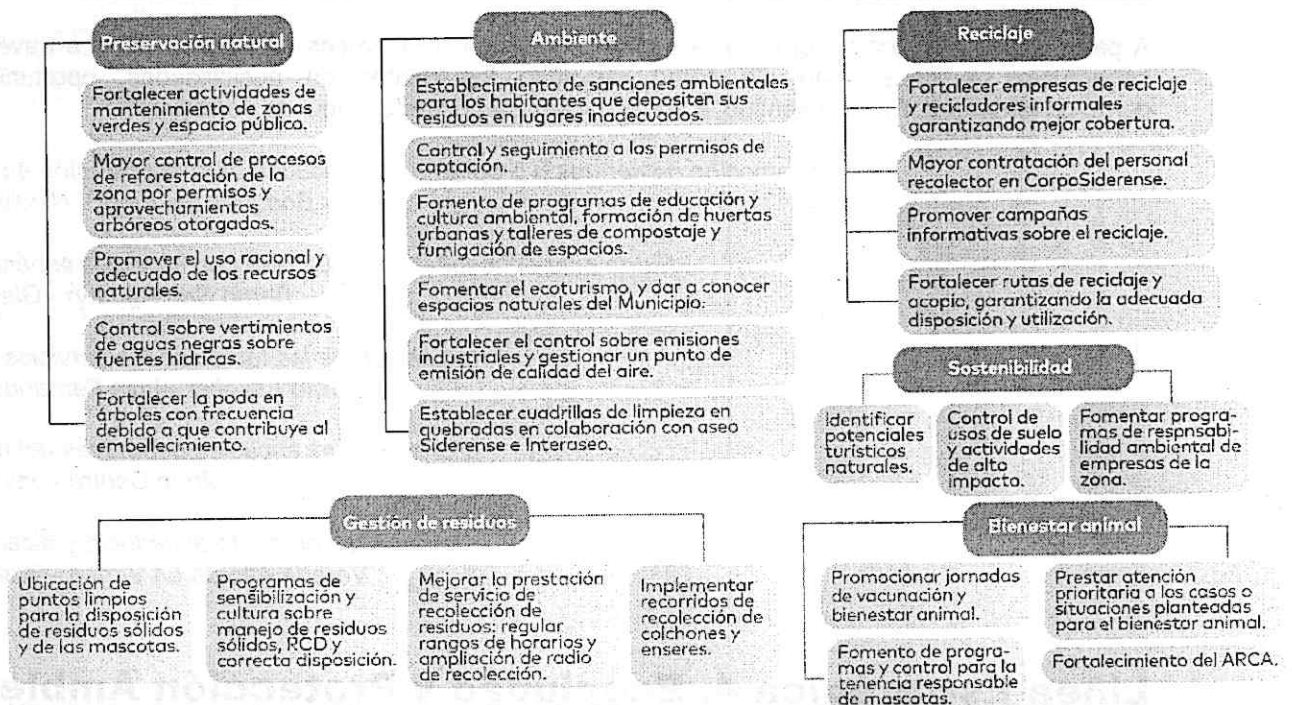 Preservación natural
Fortalecer actividades de
mantenimiento de zonas
verdes y espacio público.
Mayor control de procesos
de reforestación de la
zona por permisos y
aprovechamientos
arbóreos otorgados.
Promover el uso racional y
adecuado de los recursos
naturales.
Control sobre vertimientos
de aguas negras sobre
fuentes hídricas.
Fortalecer la poda en
árboles con frecuencia
debido a que contribuye al
embellecimiento.
Ambiente
Establecimiento de sanciones ambientales
para los habitantes que depositen sus
residuos en lugares inadecuados.
Control y seguimiento a los permisos de
captación.
Fomento de programas de educación y
cultura ambiental, formación de huertas
urbanas y talleres de compostaje y
fumigación de espacios.
Fomentar el ecoturismo, y dar a conocer
espacios naturales del Municipio.
Fortalecer el control sobre emisiones
industriales y gestionar un punto de
emisión de calidad del aire.
Establecer cuadrillas de limpieza en
quebradas en colaboración con aseo
Siderense e Interaseo.
Reciclaje
Fortalecer empresas de reciclaje
y recicladores informales
garantizando mejor cobertura.
Mayor contratación del personal
recolector en CorpoSiderense.
Promover campañas
informativas sobre el reciclaje.
Fortalecer rutas de reciclaje y
acopio, garantizando la adecuada
disposición y utilización.
Sostenibilidad
Identificar
potenciales
turísticos
naturales.
Control de
usos de suelo
y actividades
de alto
impacto.
Fomentar progra-
mas de respnsabi-
lidad ambiental de
empresas de la
zona.
Gestión de residuos
Ubicación de
puntos limpios
para la disposición
de residuos sólidos
y de las mascotas.
Programas de
sensibilización y
cultura sobre
manejo de residuos
sólidos, RCD y
correcta disposición.
Mejorar la prestación
de servicio de
recolección de
residuos: regular
rangos de horarios y
ampliación de radio
de recolección.
Implementar
recorridos de
recolección de
colchones y
enseres.
Bienestar animal
Promocionar jornadas
de vacunación y
bienestar animal.
Fomento de progra-
mas y control para la
tenencia responsable
de mascotas.
Prestar atención
prioritaria a los casos o
situaciones planteadas
para el bienestar animal.
Fortalecimiento del ARCA.